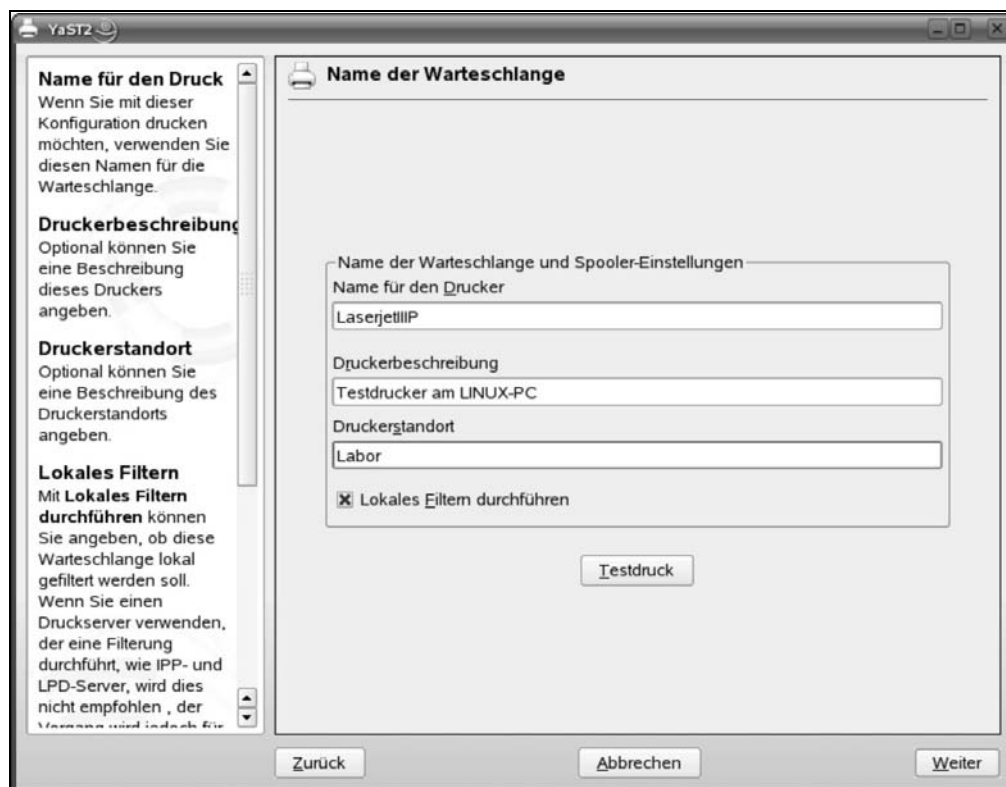 YaST2
Name für den Druck
Wenn Sie mit dieser
Konfiguration drucken
möchten, verwenden Sie
diesen Namen für die
Warteschlange.
Druckerbeschreibung
Optional können Sie
eine Beschreibung
dieses Druckers
angeben.
Druckerstandort
Optional können Sie
eine Beschreibung des
Druckerstandorts
angeben.
Lokales Filtern
Mit Lokales Filtern
durchführen können
Sie angeben, ob diese
Warteschlange lokal
gefiltert werden soll.
Wenn Sie einen
Druckserver verwenden,
der eine Filterung
durchführt, wie IPP- und
LPD-Server, wird dies
nicht empfohlen , der
Vorgang wird jedoch für
Name der Warteschlange
Name der Warteschlange und Spooler-Einstellungen
Name für den Drucker
LaserjetIIIP
Druckerbeschreibung
Testdrucker am LINUX-PC
Druckerstandort
Labor
Lokales Filtern durchführen
Testdruck
Zurück
Abbrechen
Weiter